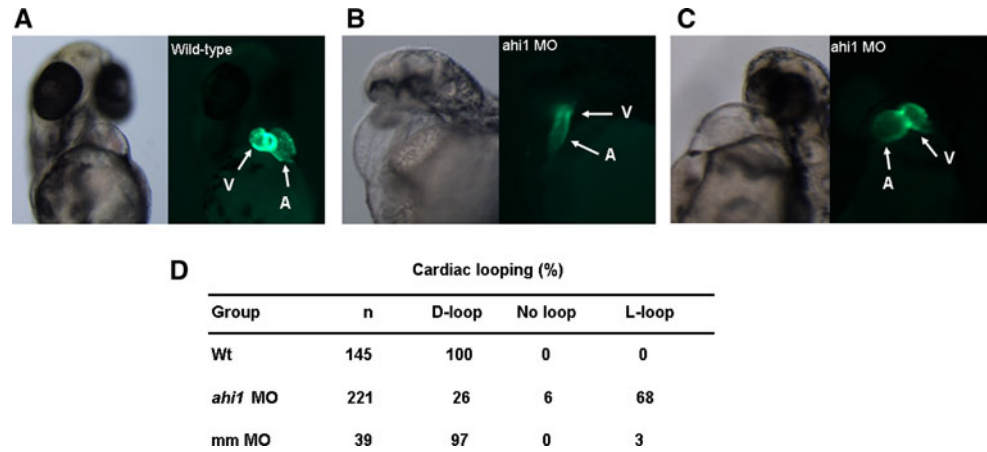 A
B
C
Wild-type
ahi1 MO
ahi1 MO
V
A
V
A
A
V
D
Cardiac looping (%)
Group n D-loop No loop L-loop
Wt 145 100 0 0
ahi1 MO 221 26 6 68
mm MO 39 97 0 3